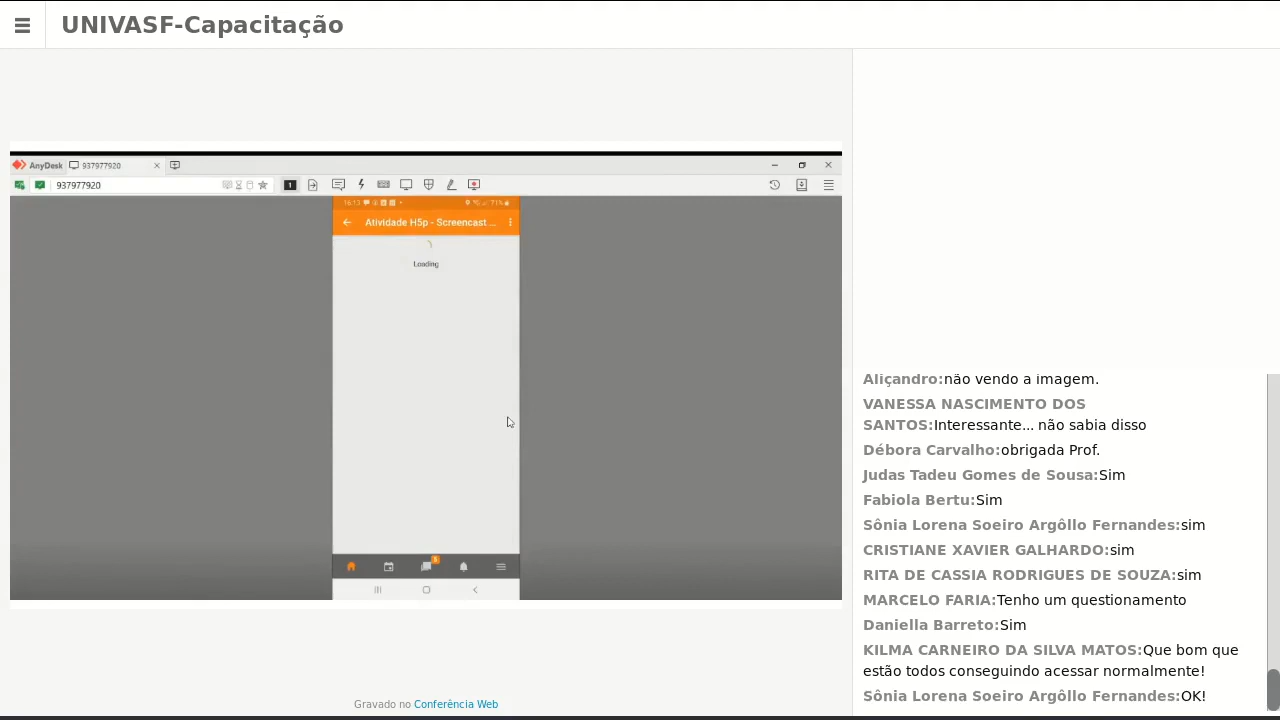 UNIVASF-Capacitação
AnyDesk
937977920
937977920
1
16:13
71%
Atividade H5p - Screencast...
Loading
Aliçandro:não vendo a imagem.
VANESSA NASCIMENTO DOS
SANTOS:Interessante... não sabia disso
Débora Carvalho:obrigada Prof.
Judas Tadeu Gomes de Sousa:Sim
Fabiola Bertu:Sim
Sônia Lorena Soeiro Argôllo Fernandes:sim
CRISTIANE XAVIER GALHARDO:sim
RITA DE CASSIA RODRIGUES DE SOUZA:sim
MARCELO FARIA:Tenho um questionamento
Daniella Barreto:Sim
KILMA CARNEIRO DA SILVA MATOS:Que bom que
estão todos conseguindo acessar normalmente!
Sônia Lorena Soeiro Argôllo Fernandes:OK!
Gravado no Conferência Web